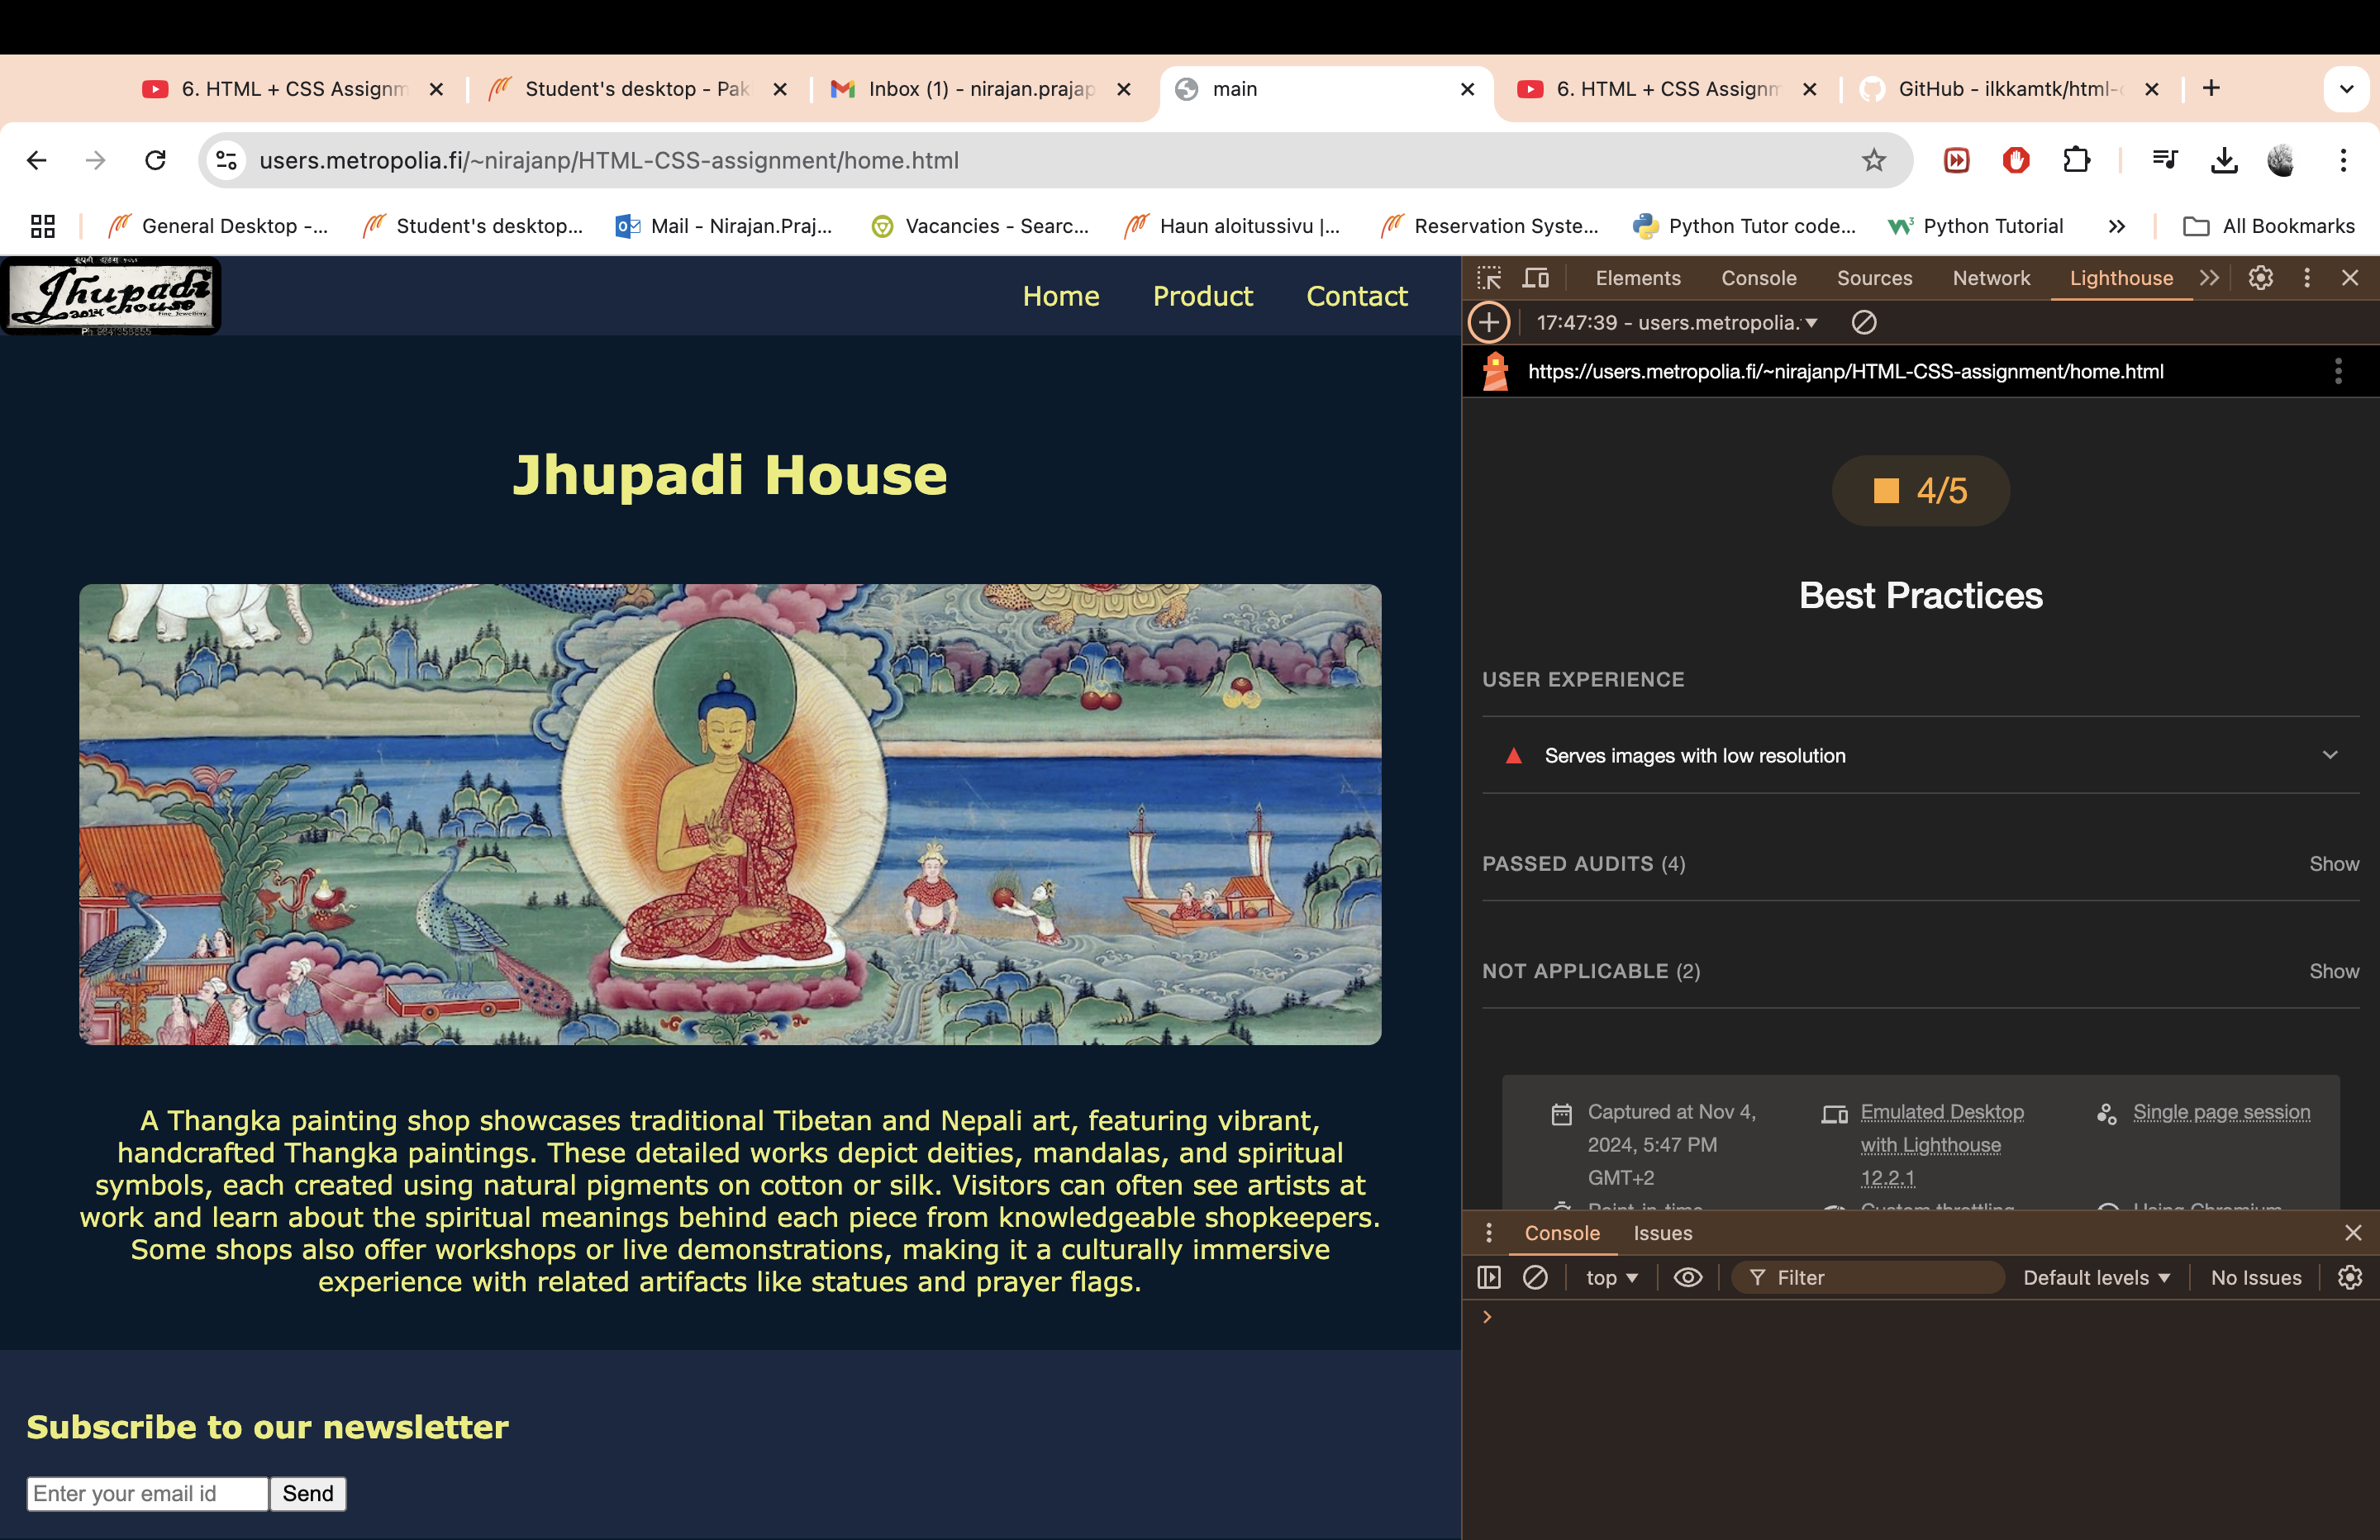 6. HTML + CSS Assignm
Student's desktop - Pak
Inbox (1) - nirajan.prajap
main
6. HTML + CSS Assignm
GitHub - ilkkamtk/html-
users.metropolia.fi/~nirajanp/HTML-CSS-assignment/home.html
General Desktop -...
Student's desktop...
Mail - Nirajan.Praj...
Vacancies - Searc...
Haun aloitussivu |...
Reservation Syste...
Python Tutor code...
Python Tutorial
All Bookmarks
Jhupadi
House
Fine Jewellery
Home
Product
Contact
Jhupadi House
A Thangka painting shop showcases traditional Tibetan and Nepali art, featuring vibrant,
handcrafted Thangka paintings. These detailed works depict deities, mandalas, and spiritual
symbols, each created using natural pigments on cotton or silk. Visitors can often see artists at
work and learn about the spiritual meanings behind each piece from knowledgeable shopkeepers.
Some shops also offer workshops or live demonstrations, making it a culturally immersive
experience with related artifacts like statues and prayer flags.
Subscribe to our newsletter
Enter your email id
Send
Elements
Console
Sources
Network
Lighthouse
17:47:39 - users.metropolia.
https://users.metropolia.fi/~nirajanp/HTML-CSS-assignment/home.html
4/5
Best Practices
USER EXPERIENCE
Serves images with low resolution
PASSED AUDITS (4)
Show
NOT APPLICABLE (2)
Show
Captured at Nov 4,
2024, 5:47 PM
GMT+2
Emulated Desktop
with Lighthouse
12.2.1
Single page session
Point-in-time
Custom throttling
Using Chromium
Console
Issues
top
Filter
Default levels
No Issues